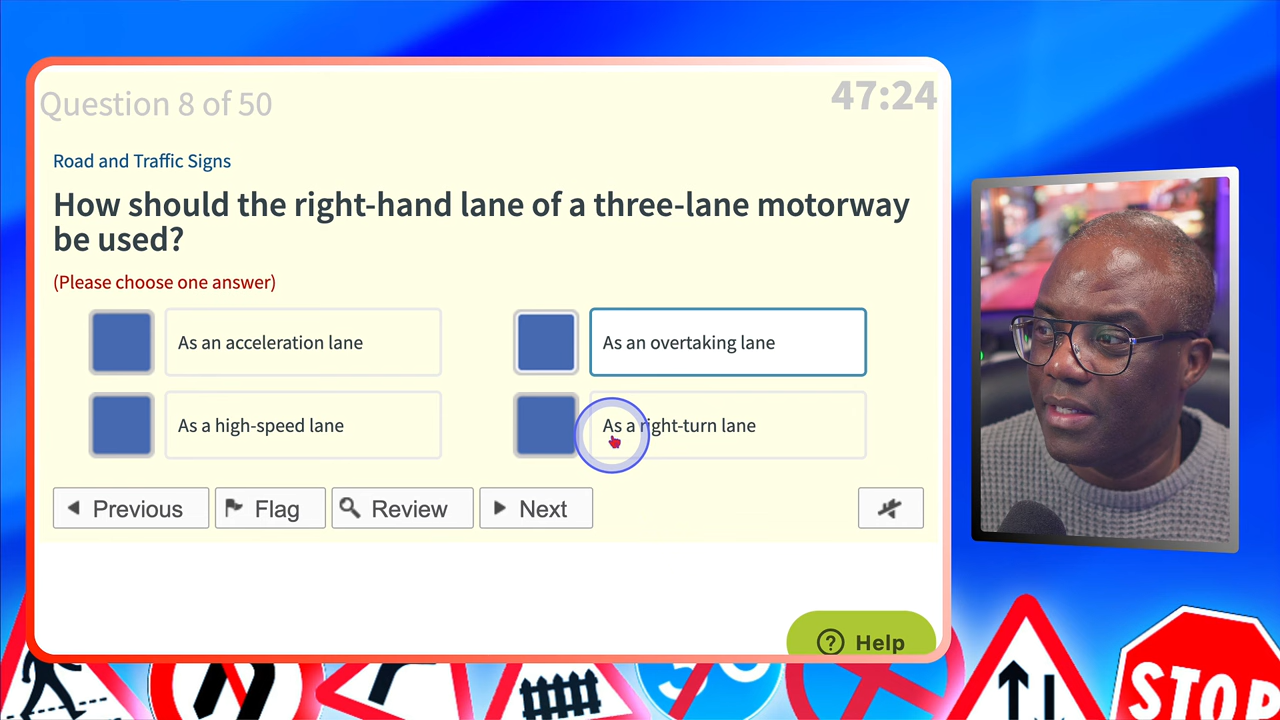 Question 8 of 50
47:24
Road and Traffic Signs
How should the right-hand lane of a three-lane motorway
be used?
(Please choose one answer)
As an acceleration lane
As an overtaking lane
As a high-speed lane
As a right-turn lane
Previous
Flag
Review
Next
Help
50
STOP